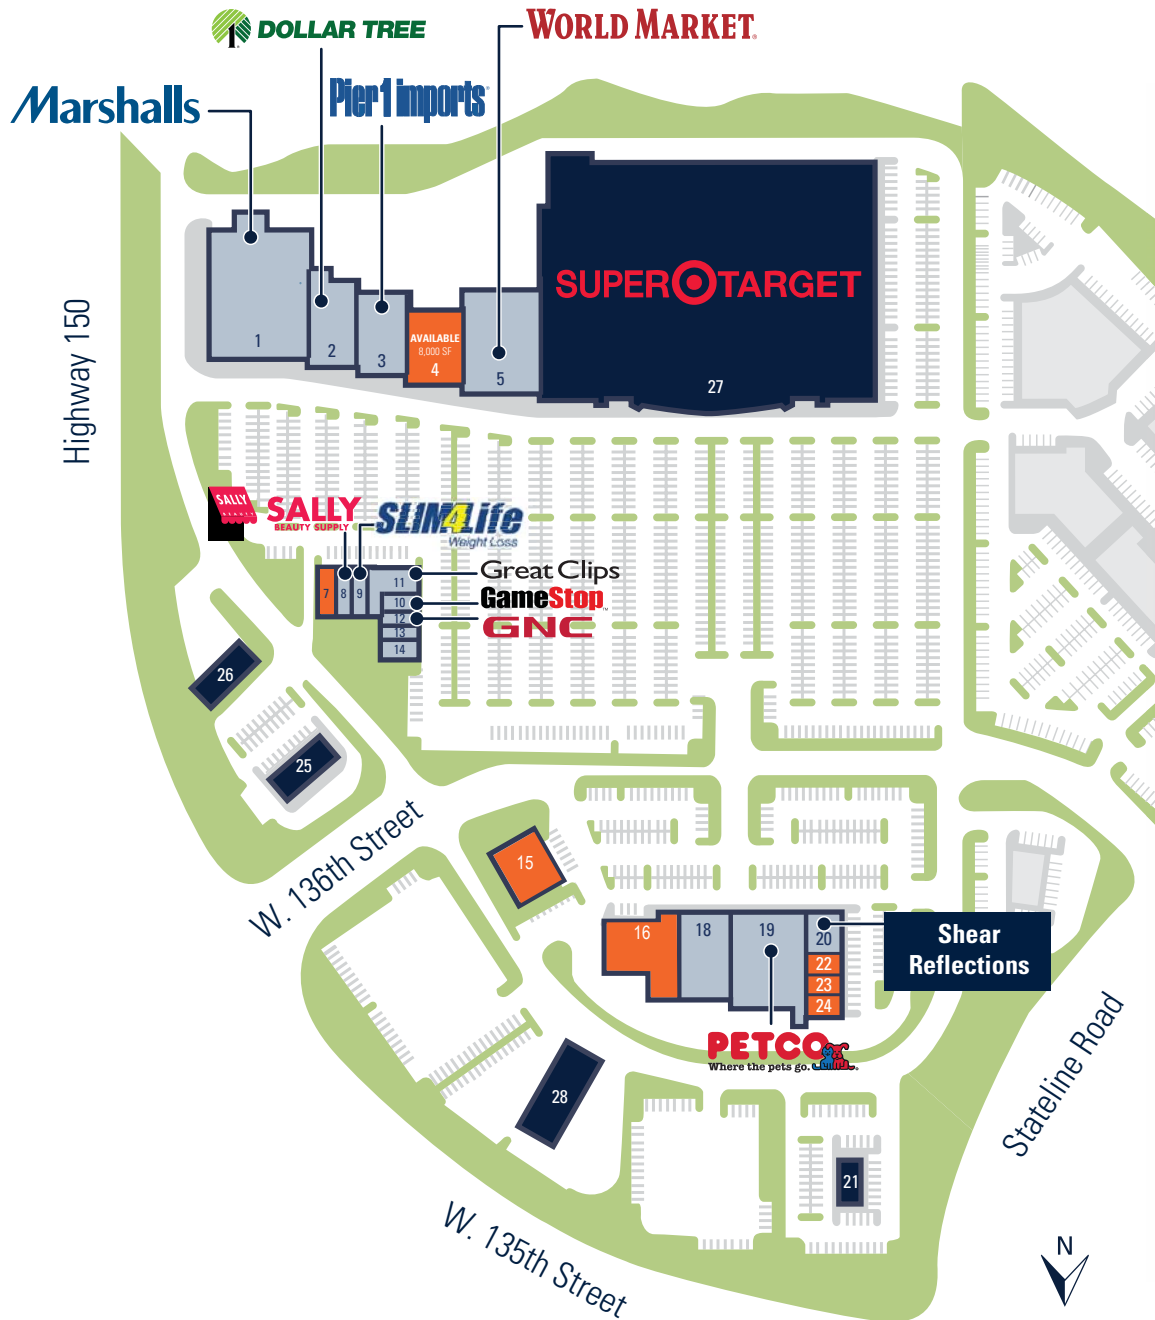 DOLLAR TREE
WORLD MARKET
Marshalls
Pier 1 imports
Highway 150
1
2
3
AVAILABLE
8,000 SF
4
5
SUPER TARGET
27
SALLY
SALLY
BEAUTY SUPPLY
SLIM4Life
Weight Loss
Great Clips
GameStop
GNC
7
8
9
11
10
12
13
14
26
25
W. 136th Street
15
16
18
19
20
22
23
24
Shear
Reflections
PETCO
Where the pets go.
28
21
Stateline Road
W. 135th Street
N